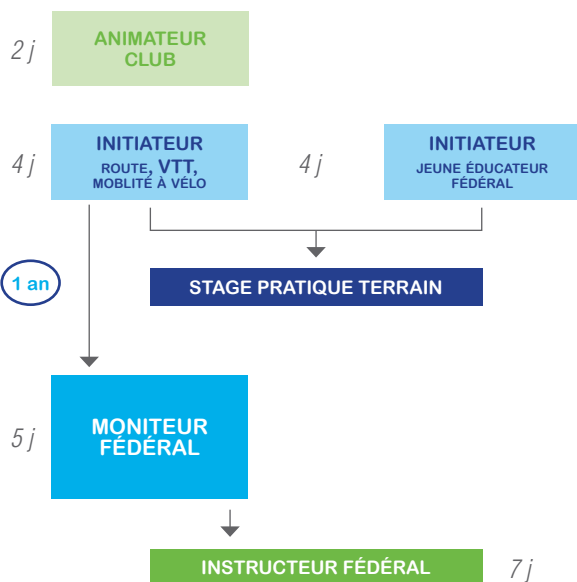 2 j
ANIMATEUR
CLUB
4 j
INITIATEUR
ROUTE, VTT,
MOBLITÉ À VÉLO
4 j
INITIATEUR
JEUNE ÉDUCATEUR
FÉDÉRAL
1 an
STAGE PRATIQUE TERRAIN
5 j
MONITEUR
FÉDÉRAL
INSTRUCTEUR FÉDÉRAL
7 j